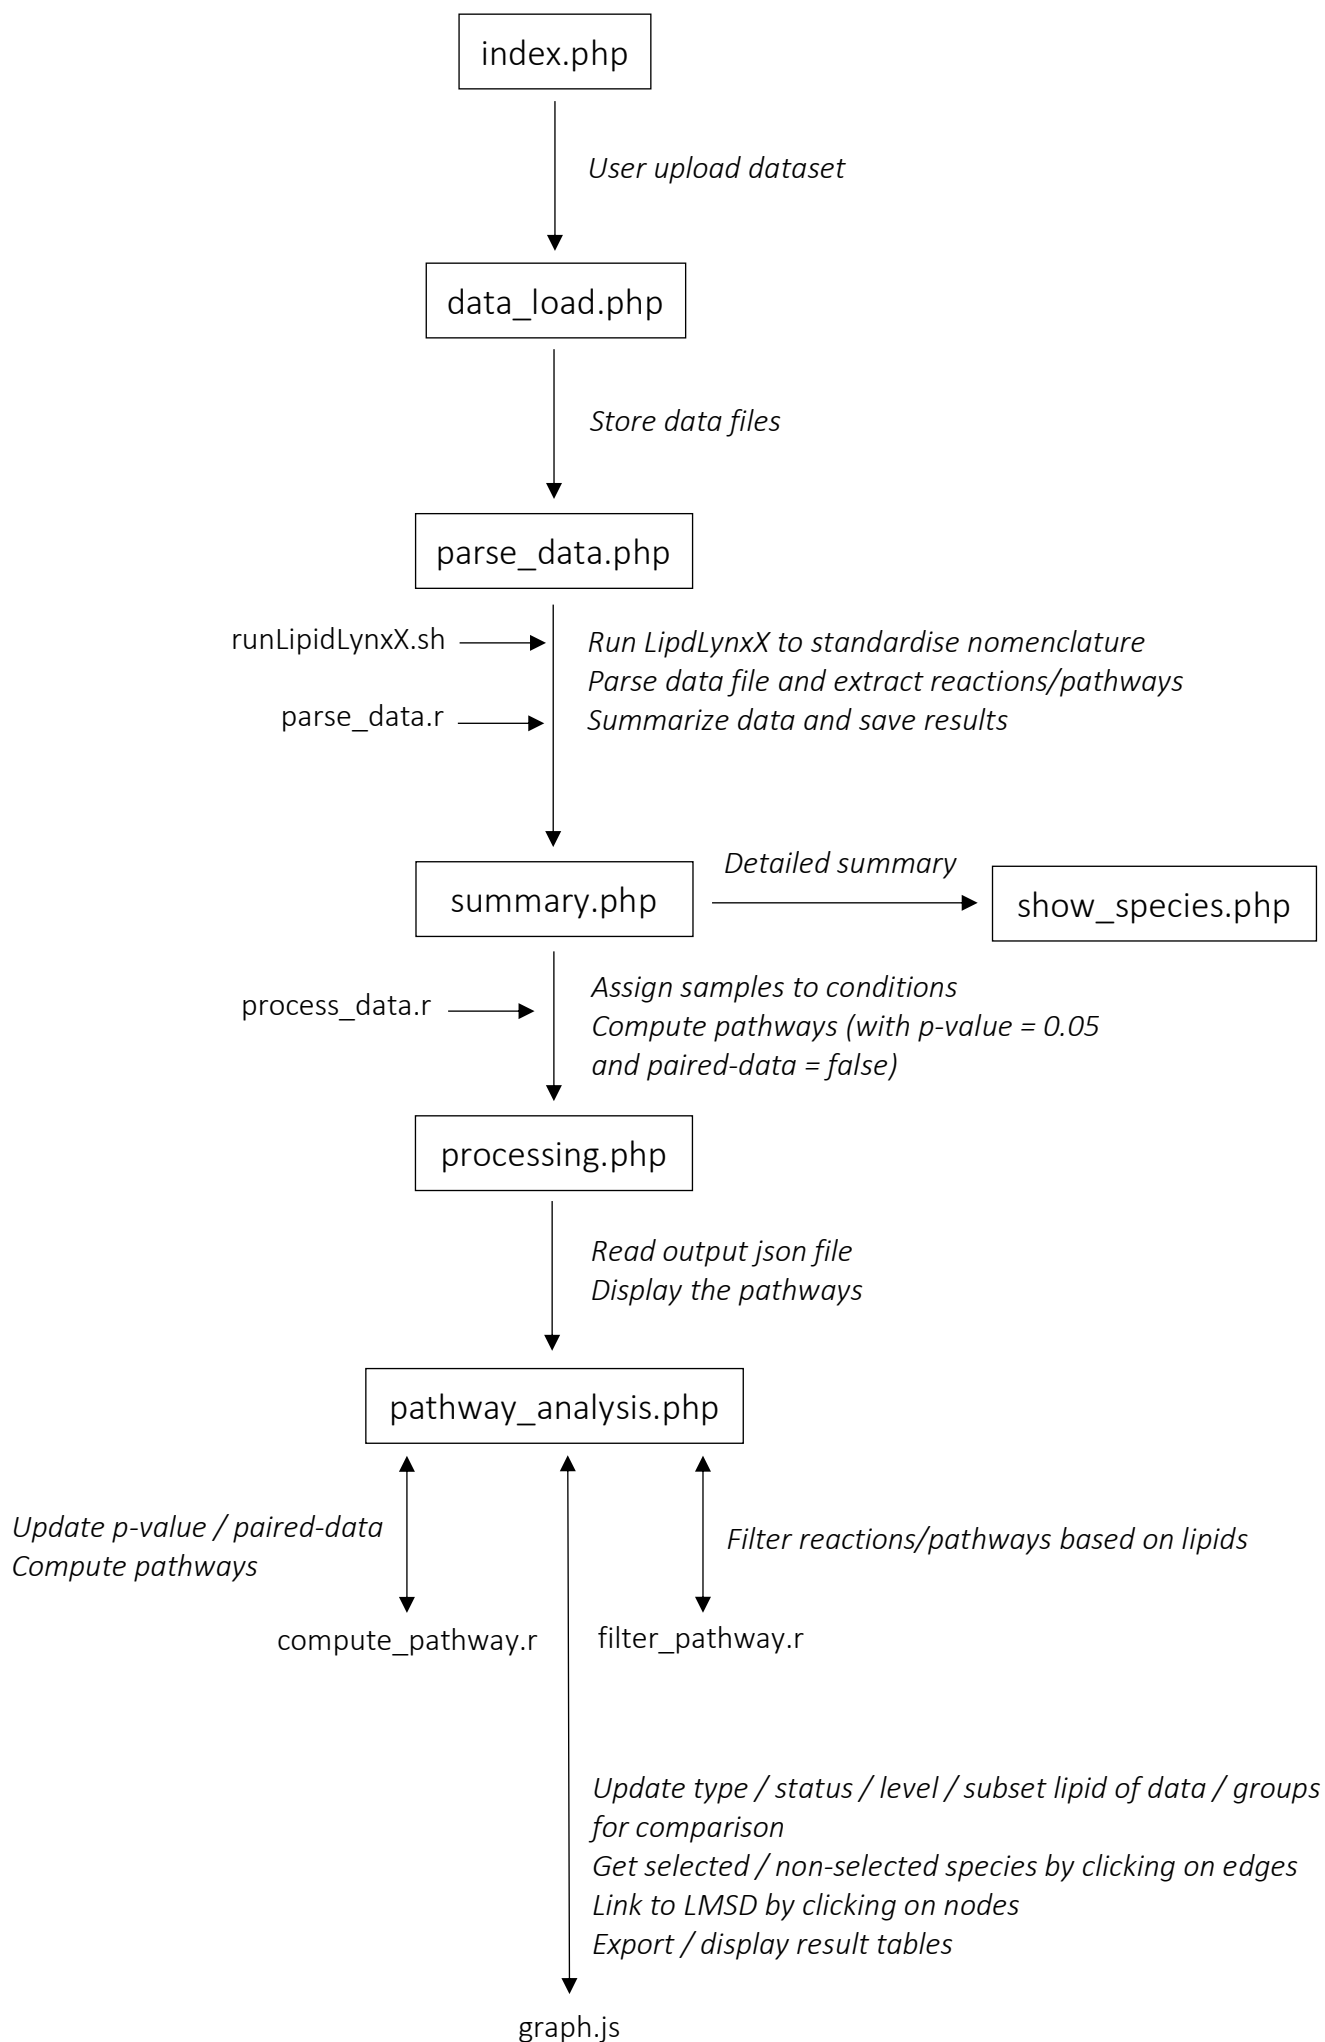 index.php
User upload dataset
data_load.php
Store data files
parse_data.php
runLipidLynxX.sh
Run LipdLynxX to standardise nomenclature
Parse data file and extract reactions/pathways
parse_data.r
Summarize data and save results
Detailed summary
summary.php
show_species.php
process_data.r
Assign samples to conditions
Compute pathways (with p-value = 0.05
and paired-data = false)
processing.php
Read output json file
Display the pathways
pathway_analysis.php
Update p-value / paired-data
Compute pathways
Filter reactions/pathways based on lipids
compute_pathway.r
filter_pathway.r
Update type / status / level / subset lipid of data / groups
for comparison
Get selected / non-selected species by clicking on edges
Link to LMSD by clicking on nodes
Export / display result tables
graph.js